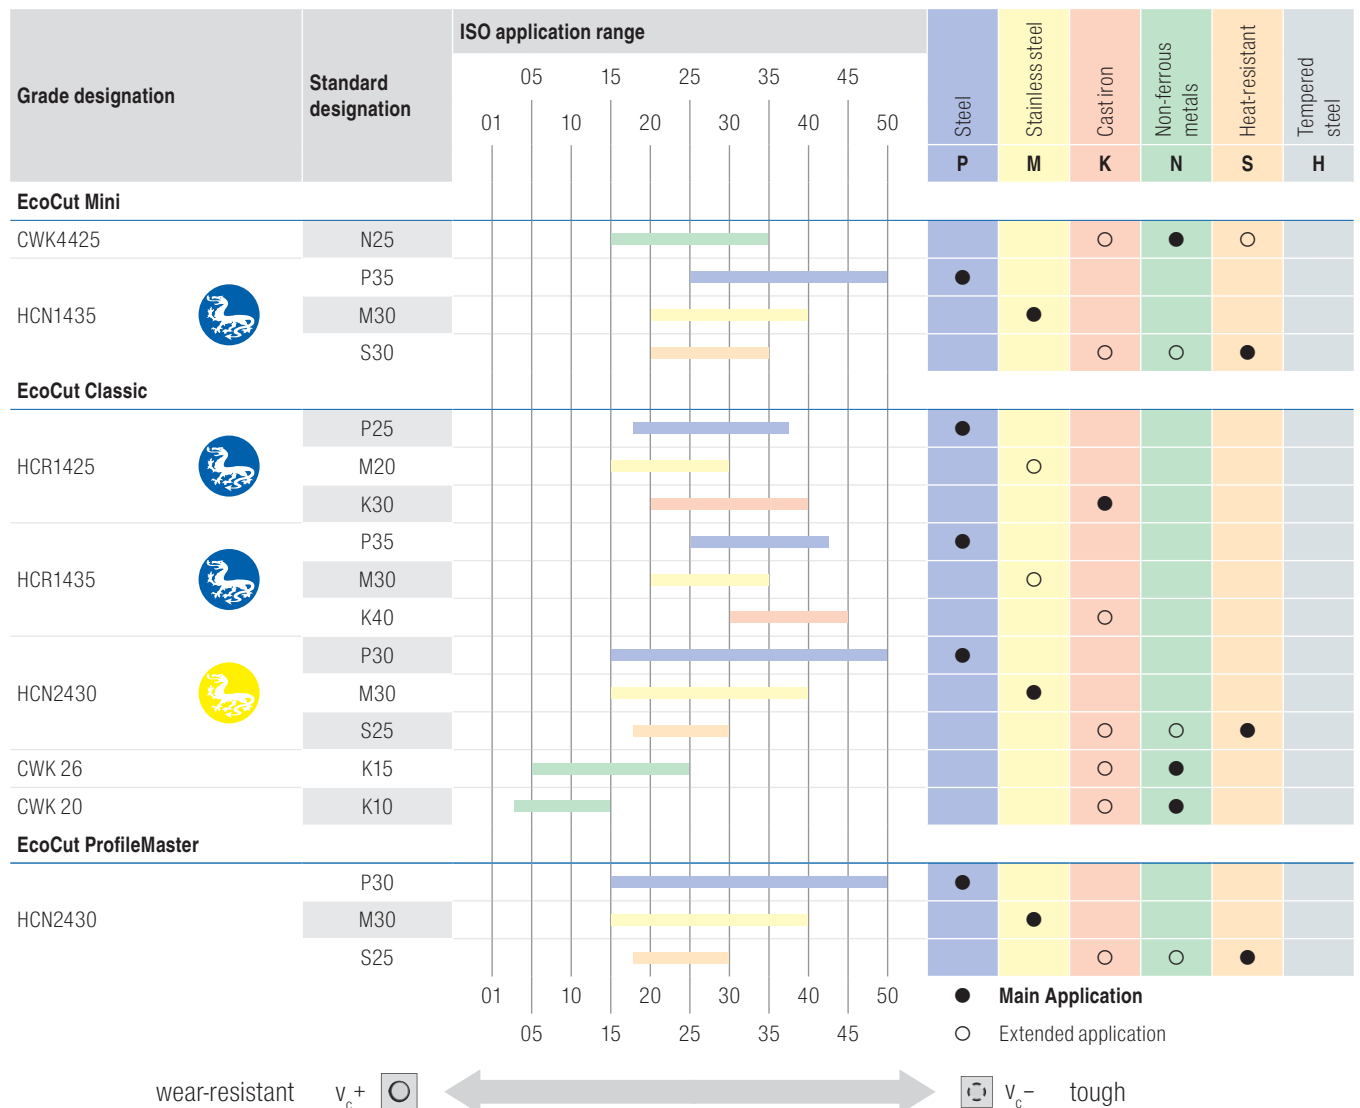 ISO application range
Grade designation
Standard
designation
05 15 25 35 45
01 10 20 30 40 50
Steel
Stainless steel
Cast iron
Non-ferrous
metals
Heat-resistant
Tempered
steel
P M K N S H
EcoCut Mini
CWK4425 N25
P35
HCN1435 M30
S30
EcoCut Classic
P25
HCR1425 M20
K30
P35
HCR1435 M30
K40
P30
HCN2430 M30
S25
CWK 26 K15
CWK 20 K10
EcoCut ProfileMaster
P30
HCN2430 M30
S25
01 10 20 30 40 50
05 15 25 35 45
● Main Application
○ Extended application
wear-resistant vc+ vc− tough